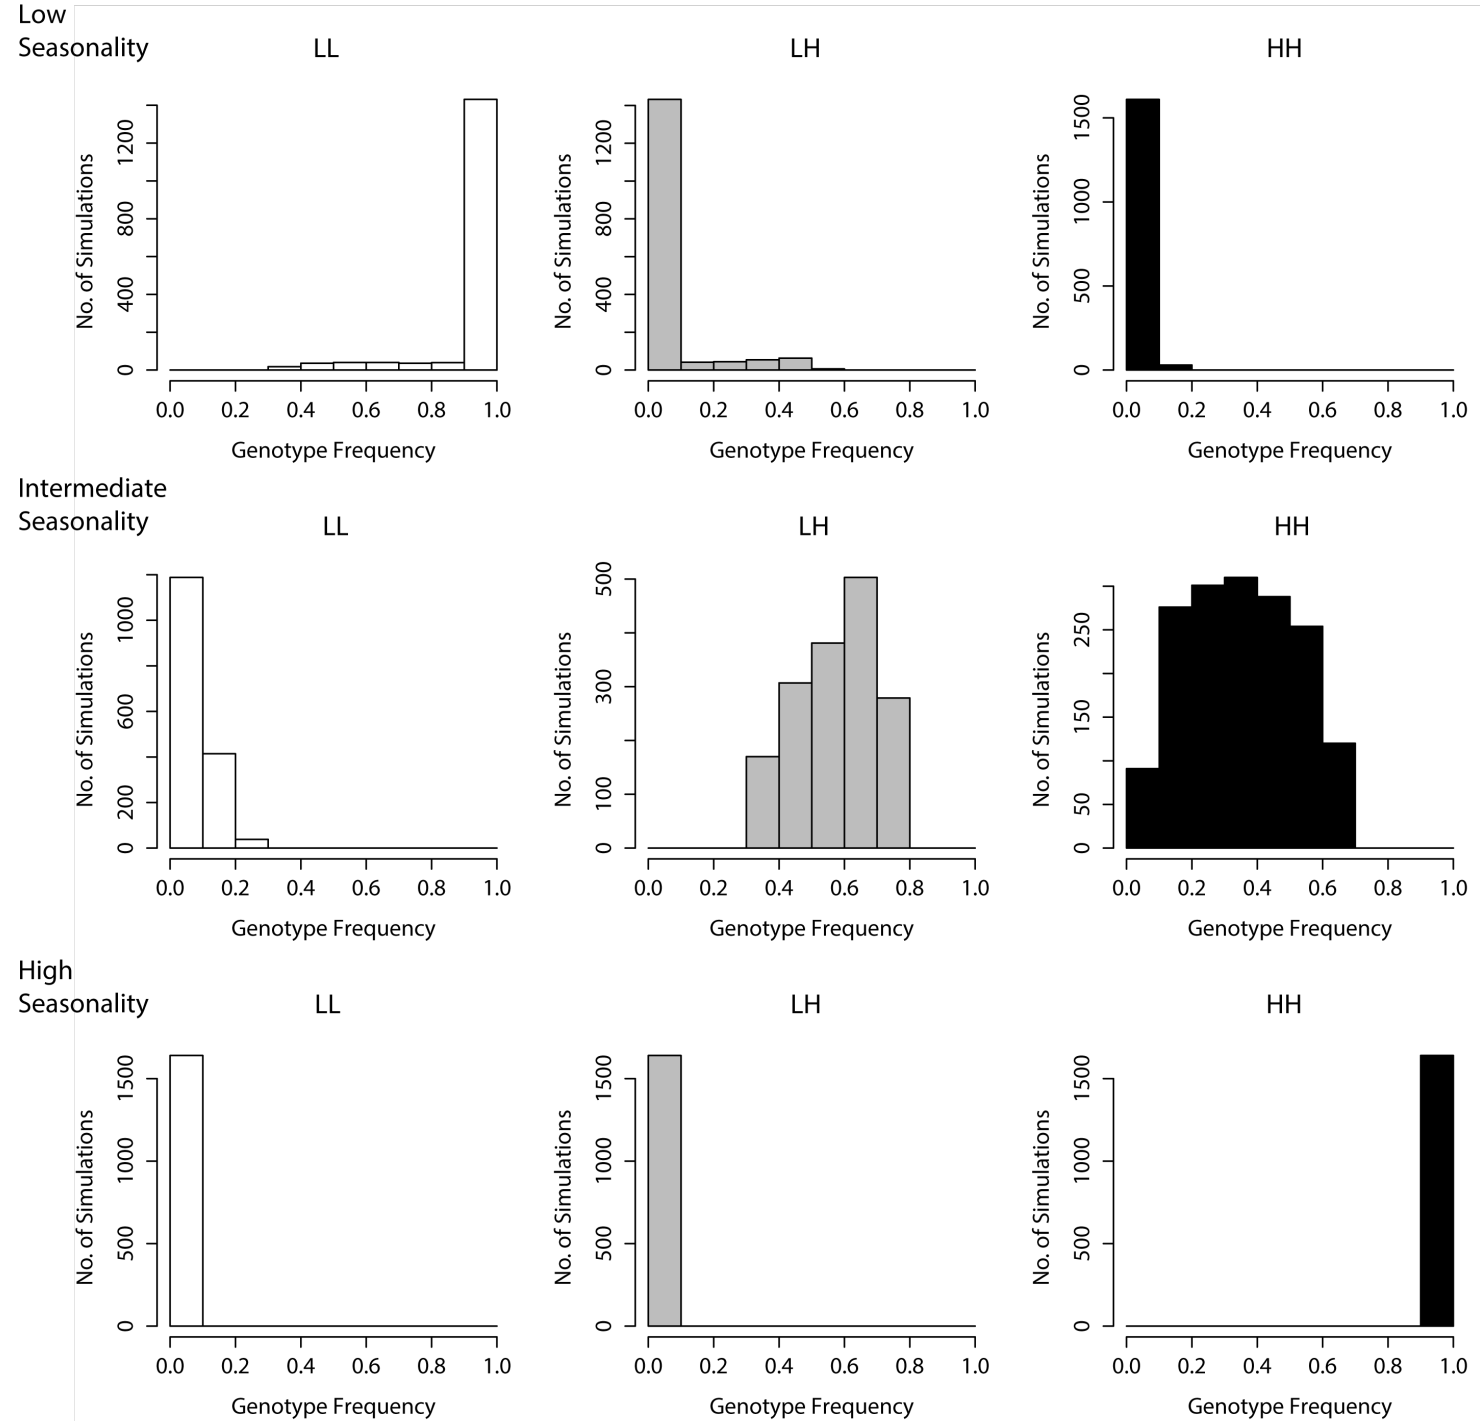 Low
Seasonality
LL
LH
HH
No. of Simulations
0 400 800 1200
0.0 0.2 0.4 0.6 0.8 1.0
Genotype Frequency
No. of Simulations
0 400 800 1200
0.0 0.2 0.4 0.6 0.8 1.0
Genotype Frequency
No. of Simulations
0 500 1000 1500
0.0 0.2 0.4 0.6 0.8 1.0
Genotype Frequency
Intermediate
Seasonality
LL
LH
HH
No. of Simulations
0 200 600 1000
0.0 0.2 0.4 0.6 0.8 1.0
Genotype Frequency
No. of Simulations
0 100 300 500
0.0 0.2 0.4 0.6 0.8 1.0
Genotype Frequency
No. of Simulations
0 50 150 250
0.0 0.2 0.4 0.6 0.8 1.0
Genotype Frequency
High
Seasonality
LL
LH
HH
No. of Simulations
0 500 1000 1500
0.0 0.2 0.4 0.6 0.8 1.0
Genotype Frequency
No. of Simulations
0 500 1000 1500
0.0 0.2 0.4 0.6 0.8 1.0
Genotype Frequency
No. of Simulations
0 500 1000 1500
0.0 0.2 0.4 0.6 0.8 1.0
Genotype Frequency